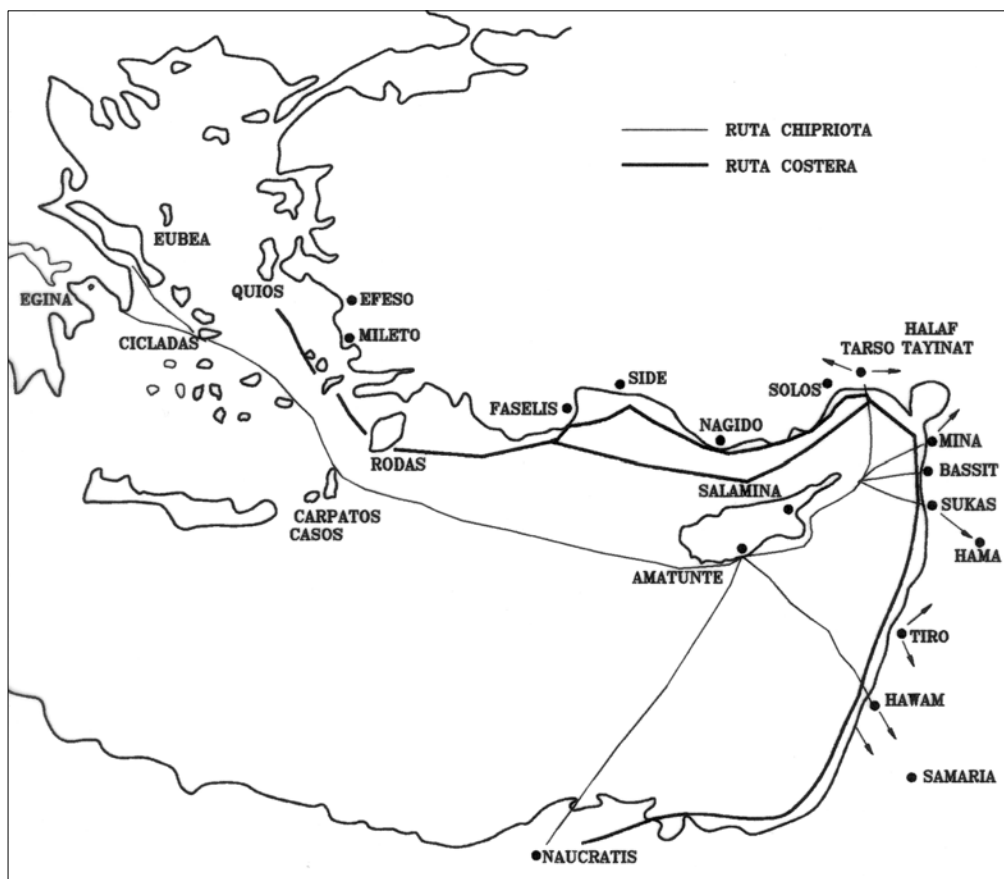 RUTA CHIPRIOTA
RUTA COSTERA
EUBEA
EGINA
QUIOS
EFESO
CICLADAS
MILETO
HALAF
TARSO TAYINAT
SIDE
SOLOS
FASELIS
NAGIDO
MINA
RODAS
BASSIT
SALAMINA
SUKAS
CARPATOS
CASOS
HAMA
AMATUNTE
TIRO
HAWAM
SAMARIA
NAUCRATIS